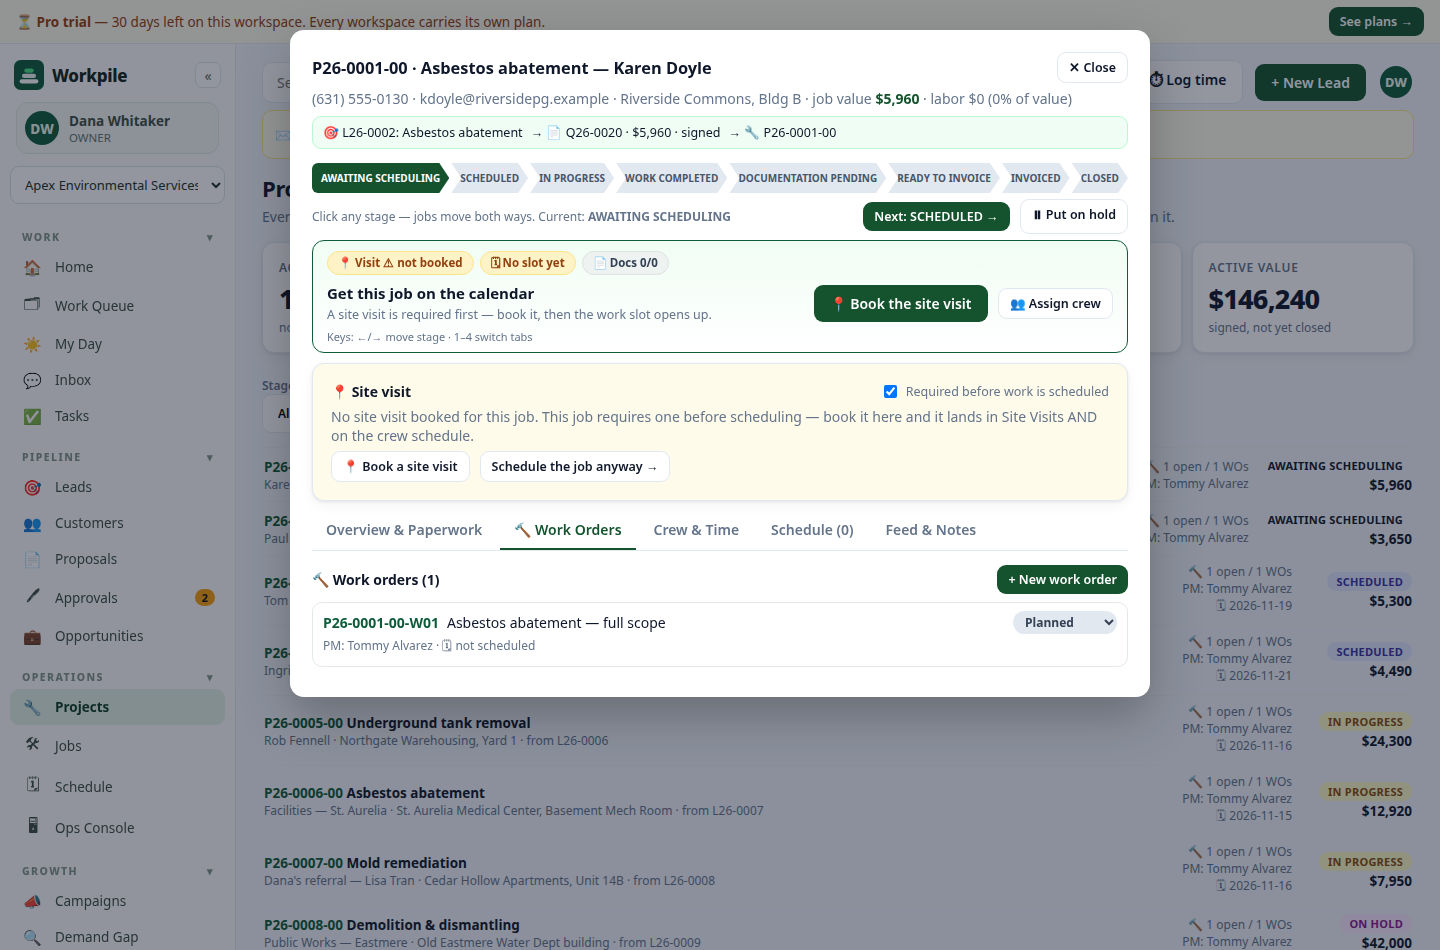 ⏳ Pro trial — 30 days left on this workspace. Every workspace carries its own plan.
See plans →
Workpile
«
DW
Dana Whitaker
OWNER
Apex Environmental Services
WORK
Home
Work Queue
My Day
Inbox
Tasks
PIPELINE
Leads
Customers
Proposals
Approvals
2
Opportunities
OPERATIONS
Projects
Jobs
Schedule
Ops Console
GROWTH
Campaigns
Demand Gap
Log time
+ New Lead
DW
n it.
ACTIVE VALUE
$146,240
signed, not yet closed
P26-0001-00 · Asbestos abatement — Karen Doyle
✕ Close
(631) 555-0130 · kdoyle@riversidepg.example · Riverside Commons, Bldg B · job value $5,960 · labor $0 (0% of value)
🎯 L26-0002: Asbestos abatement → 📄 Q26-0020 · $5,960 · signed → 🔧 P26-0001-00
AWAITING SCHEDULING
SCHEDULED
IN PROGRESS
WORK COMPLETED
DOCUMENTATION PENDING
READY TO INVOICE
INVOICED
CLOSED
Click any stage — jobs move both ways. Current: AWAITING SCHEDULING
Next: SCHEDULED →
⏸ Put on hold
📍 Visit ⚠ not booked
🗓 No slot yet
📄 Docs 0/0
Get this job on the calendar
A site visit is required first — book it, then the work slot opens up.
Keys: ←/→ move stage · 1–4 switch tabs
📍 Book the site visit
👥 Assign crew
📍 Site visit
Required before work is scheduled
No site visit booked for this job. This job requires one before scheduling — book it here and it lands in Site Visits AND
on the crew schedule.
📍 Book a site visit
Schedule the job anyway →
Overview & Paperwork
🔨 Work Orders
Crew & Time
Schedule (0)
Feed & Notes
🔨 Work orders (1)
+ New work order
P26-0001-00-W01 Asbestos abatement — full scope
Planned
PM: Tommy Alvarez · 🗓 not scheduled
🔨 1 open / 1 WOs
AWAITING SCHEDULING
M: Tommy Alvarez
$5,960
🔨 1 open / 1 WOs
AWAITING SCHEDULING
M: Tommy Alvarez
$3,650
🔨 1 open / 1 WOs
PM: Tommy Alvarez
🗓 2026-11-19
SCHEDULED
$5,300
🔨 1 open / 1 WOs
PM: Tommy Alvarez
🗓 2026-11-21
SCHEDULED
$4,490
P26-0005-00 Underground tank removal
Rob Fennell · Northgate Warehousing, Yard 1 · from L26-0006
🔨 1 open / 1 WOs
PM: Tommy Alvarez
🗓 2026-11-16
IN PROGRESS
$24,300
P26-0006-00 Asbestos abatement
Facilities — St. Aurelia · St. Aurelia Medical Center, Basement Mech Room · from L26-0007
🔨 1 open / 1 WOs
PM: Tommy Alvarez
🗓 2026-11-15
IN PROGRESS
$12,920
P26-0007-00 Mold remediation
Dana's referral — Lisa Tran · Cedar Hollow Apartments, Unit 14B · from L26-0008
🔨 1 open / 1 WOs
PM: Tommy Alvarez
🗓 2026-11-16
IN PROGRESS
$7,950
P26-0008-00 Demolition & dismantling
Public Works — Eastmere · Old Eastmere Water Dept building · from L26-0009
🔨 1 open / 1 WOs
PM: Tommy Alvarez
ON HOLD
$42,000